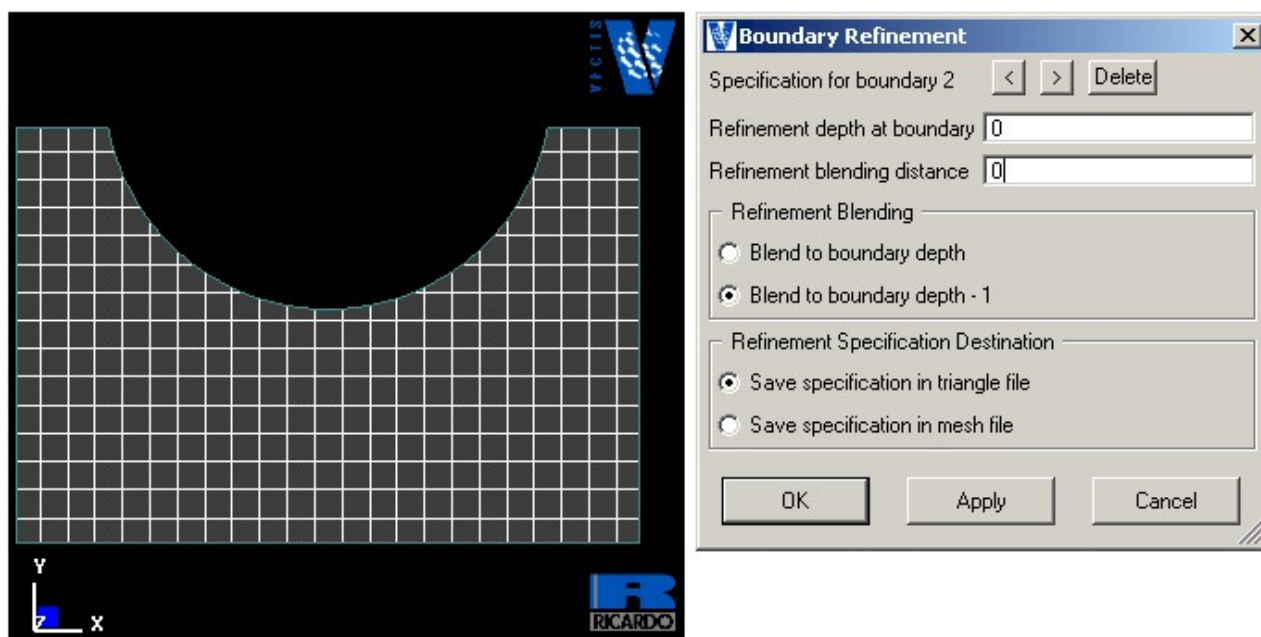 VECTIS
Y
Z X
RICARDO
Boundary Refinement
Specification for boundary 2 < > Delete
Refinement depth at boundary 0
Refinement blending distance 0
Refinement Blending
Blend to boundary depth
Blend to boundary depth - 1
Refinement Specification Destination
Save specification in triangle file
Save specification in mesh file
OK Apply Cancel